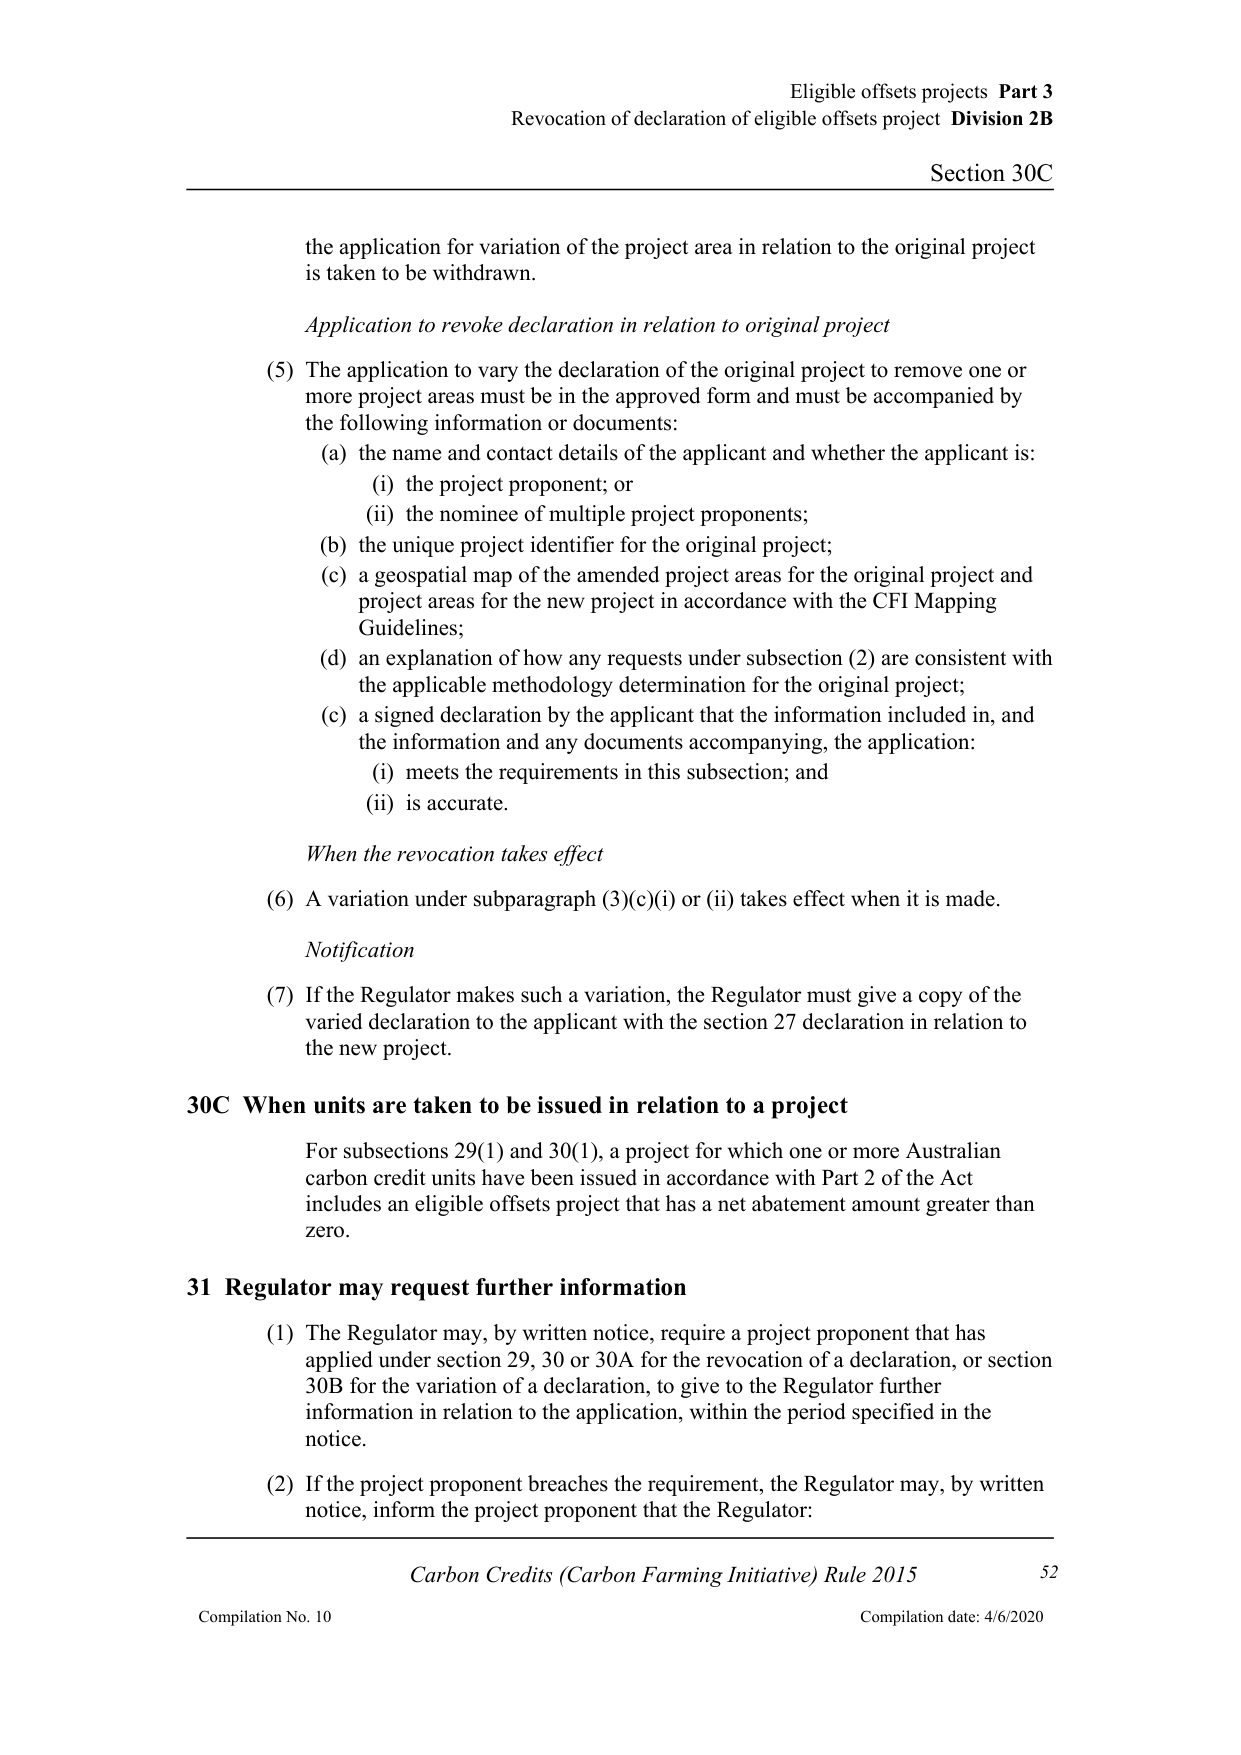 Eligible offsets projects Part 3
Revocation of declaration of eligible offsets project Division 2B
Section 30C
the application for variation of the project area in relation to the original project
is taken to be withdrawn.
Application to revoke declaration in relation to original project
(5) The application to vary the declaration of the original project to remove one or
more project areas must be in the approved form and must be accompanied by
the following information or documents:
(a) the name and contact details of the applicant and whether the applicant is:
(i) the project proponent; or
(ii) the nominee of multiple project proponents;
(b) the unique project identifier for the original project;
(c) a geospatial map of the amended project areas for the original project and
project areas for the new project in accordance with the CFI Mapping
Guidelines;
(d) an explanation of how any requests under subsection (2) are consistent with
the applicable methodology determination for the original project;
(c) a signed declaration by the applicant that the information included in, and
the information and any documents accompanying, the application:
(i) meets the requirements in this subsection; and
(ii) is accurate.
When the revocation takes effect
(6) A variation under subparagraph (3)(c)(i) or (ii) takes effect when it is made.
Notification
(7) If the Regulator makes such a variation, the Regulator must give a copy of the
varied declaration to the applicant with the section 27 declaration in relation to
the new project.
30C When units are taken to be issued in relation to a project
For subsections 29(1) and 30(1), a project for which one or more Australian
carbon credit units have been issued in accordance with Part 2 of the Act
includes an eligible offsets project that has a net abatement amount greater than
zero.
31 Regulator may request further information
(1) The Regulator may, by written notice, require a project proponent that has
applied under section 29, 30 or 30A for the revocation of a declaration, or section
30B for the variation of a declaration, to give to the Regulator further
information in relation to the application, within the period specified in the
notice.
(2) If the project proponent breaches the requirement, the Regulator may, by written
notice, inform the project proponent that the Regulator:
Carbon Credits (Carbon Farming Initiative) Rule 2015 52
Compilation No. 10 Compilation date: 4/6/2020